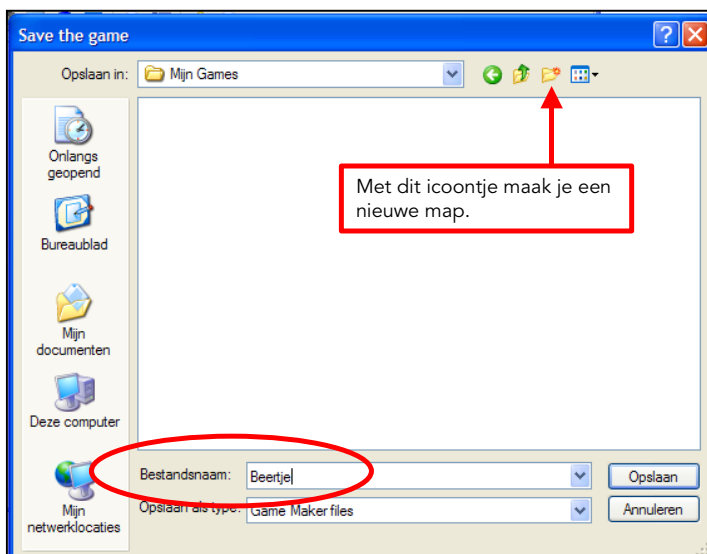 Save the game
Opslaan in:
Mijn Games
Met dit icoontje maak je een
nieuwe map.
Onlangs
geopend
Bureaublad
Mijn
documenten
Deze computer
Mijn
netwerklocaties
Bestandsnaam:
Beertje
Opslaan
Opslaan als type:
Game Maker files
Annuleren